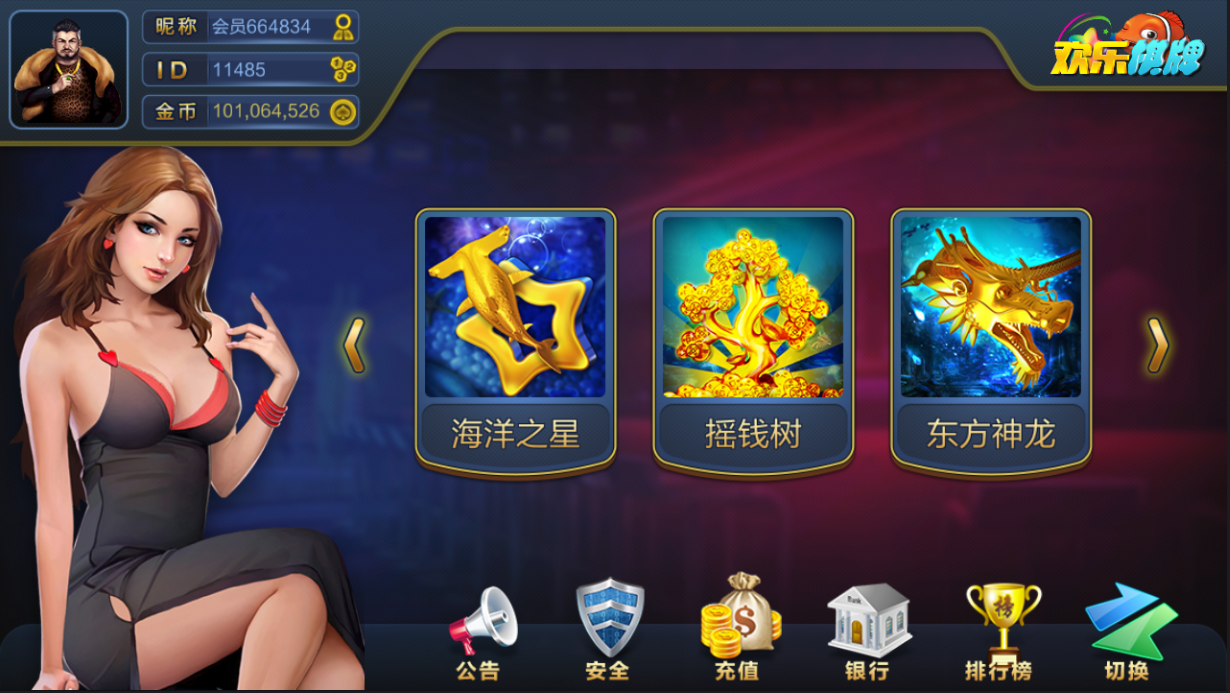 昵称 会员664834
欢乐棋牌
ID 11485
金币 101,064,526
海洋之星
摇钱树
东方神龙
Bank
榜
公告
安全
充值
银行
排行榜
切换